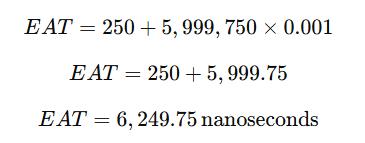 EAT = 250 + 5,999,750 × 0.001
EAT = 250 + 5,999.75
EAT = 6,249.75 nanoseconds